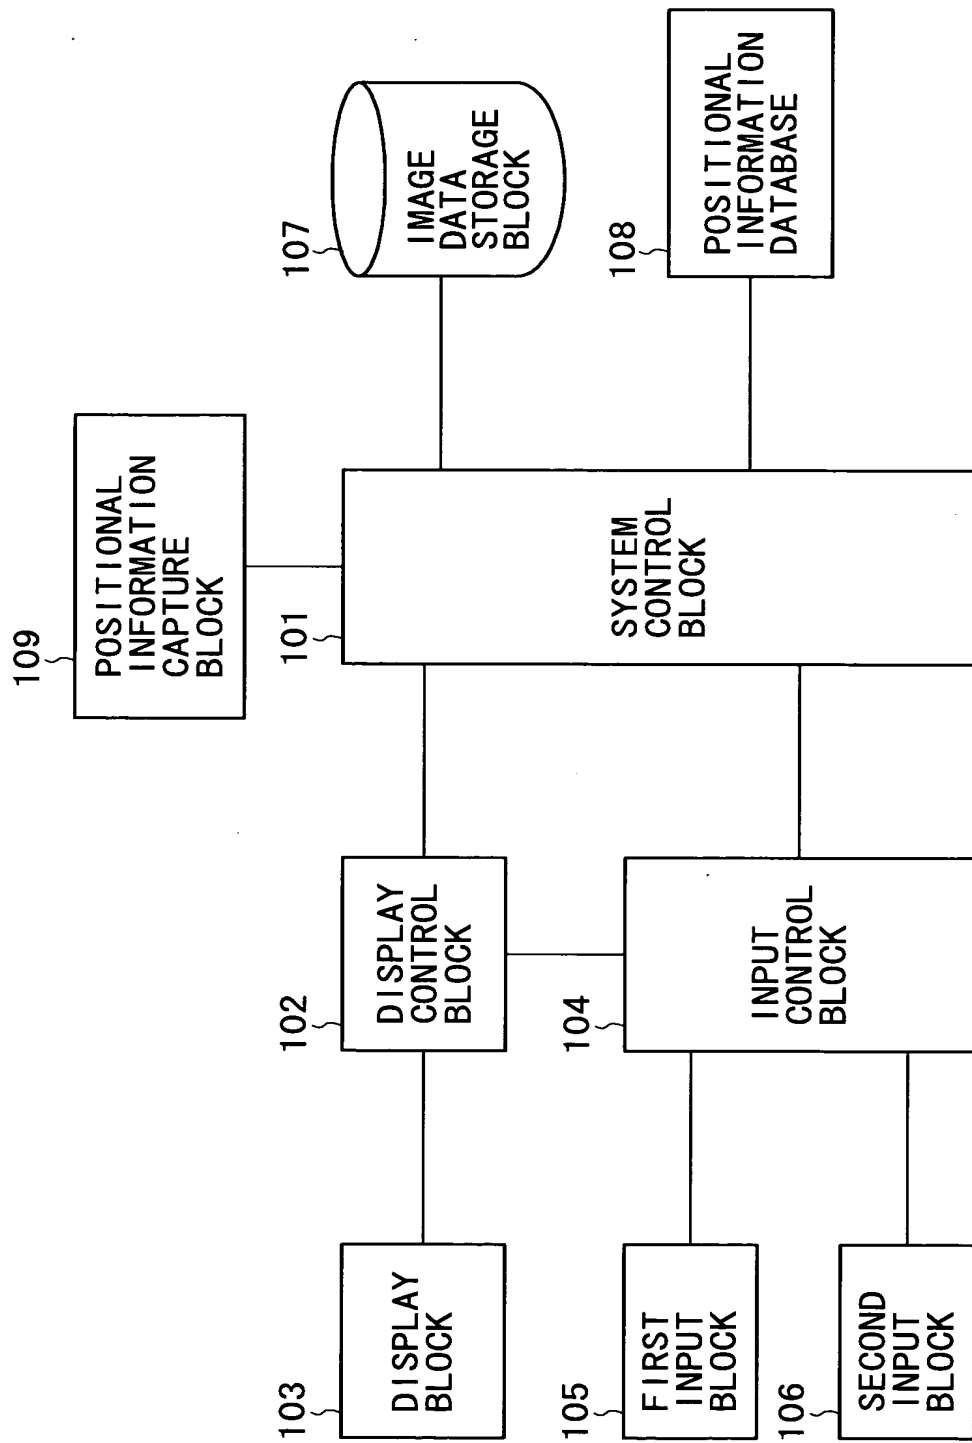 109
POSITIONAL
INFORMATION
CAPTURE
BLOCK
103
DISPLAY
BLOCK
102
DISPLAY
CONTROL
BLOCK
101
SYSTEM
CONTROL
BLOCK
107
IMAGE
DATA
STORAGE
BLOCK
105
FIRST
INPUT
BLOCK
104
INPUT
CONTROL
BLOCK
106
SECOND
INPUT
BLOCK
108
POSITIONAL
INFORMATION
DATABASE